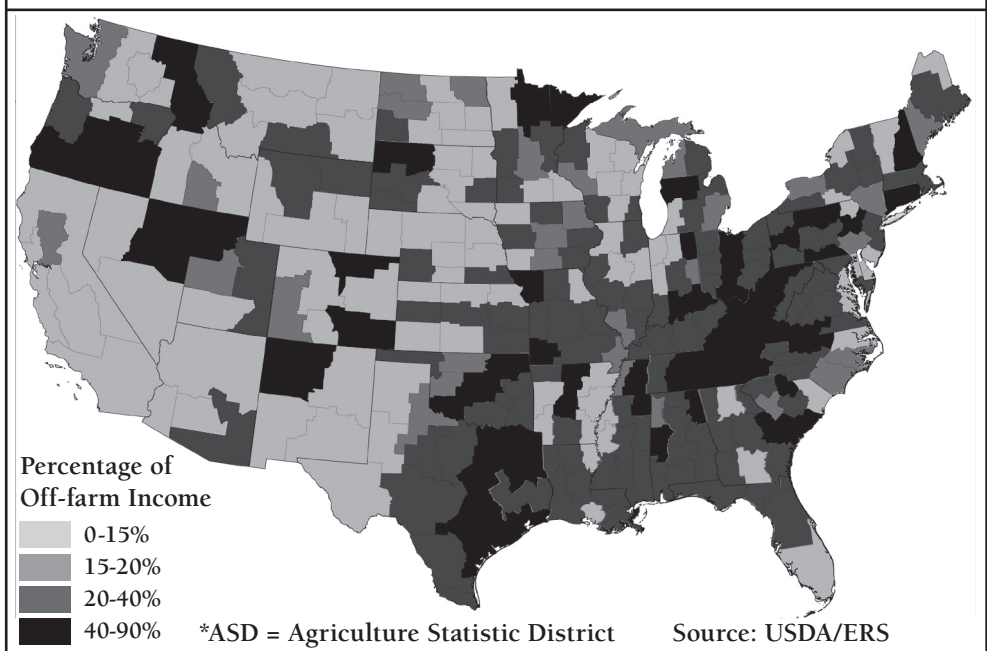 Percentage of
Off-farm Income
0-15%
15-20%
20-40%
40-90%
*ASD = Agriculture Statistic District
Source: USDA/ERS